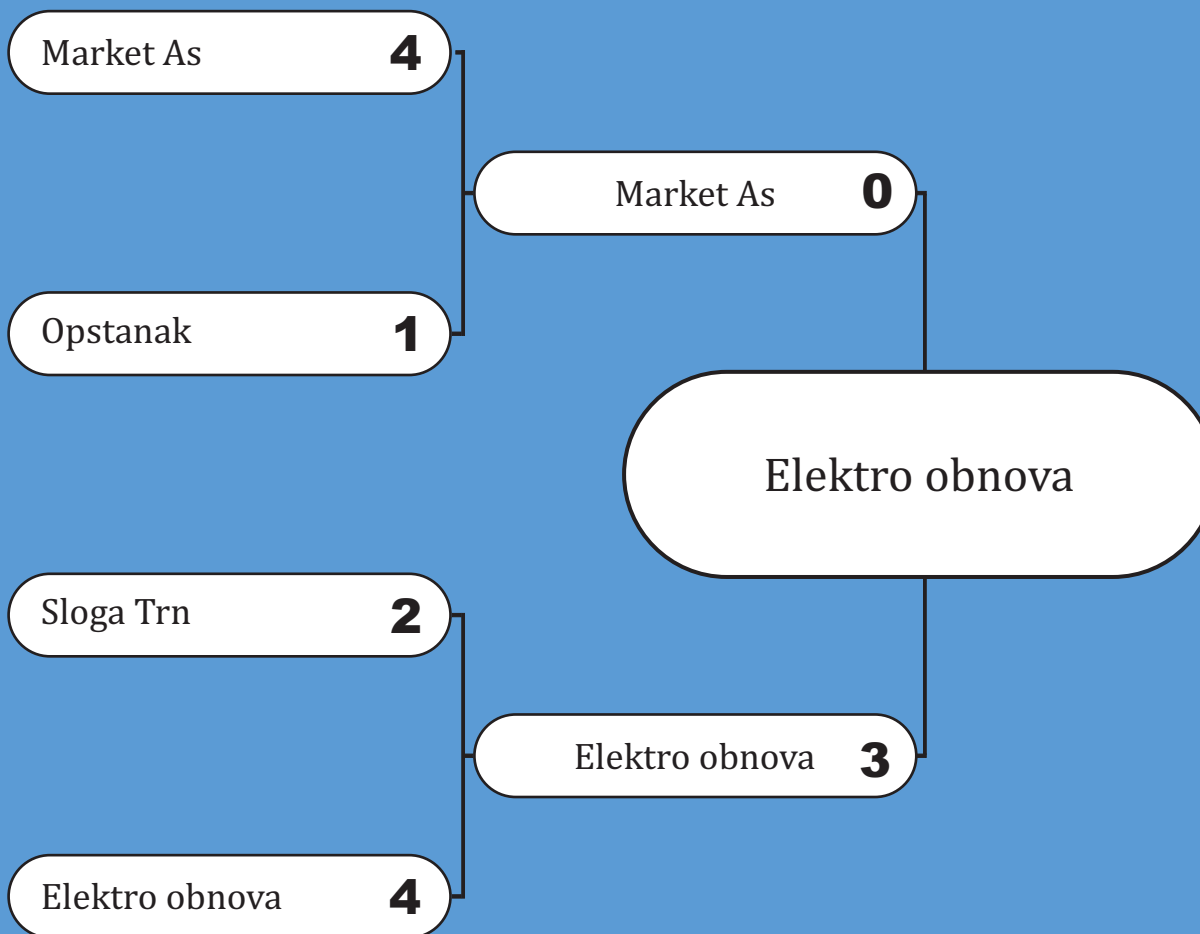 Market As 4
Market As 0
Opstanak 1
Elektro obnova
Sloga Trn 2
Elektro obnova 3
Elektro obnova 4